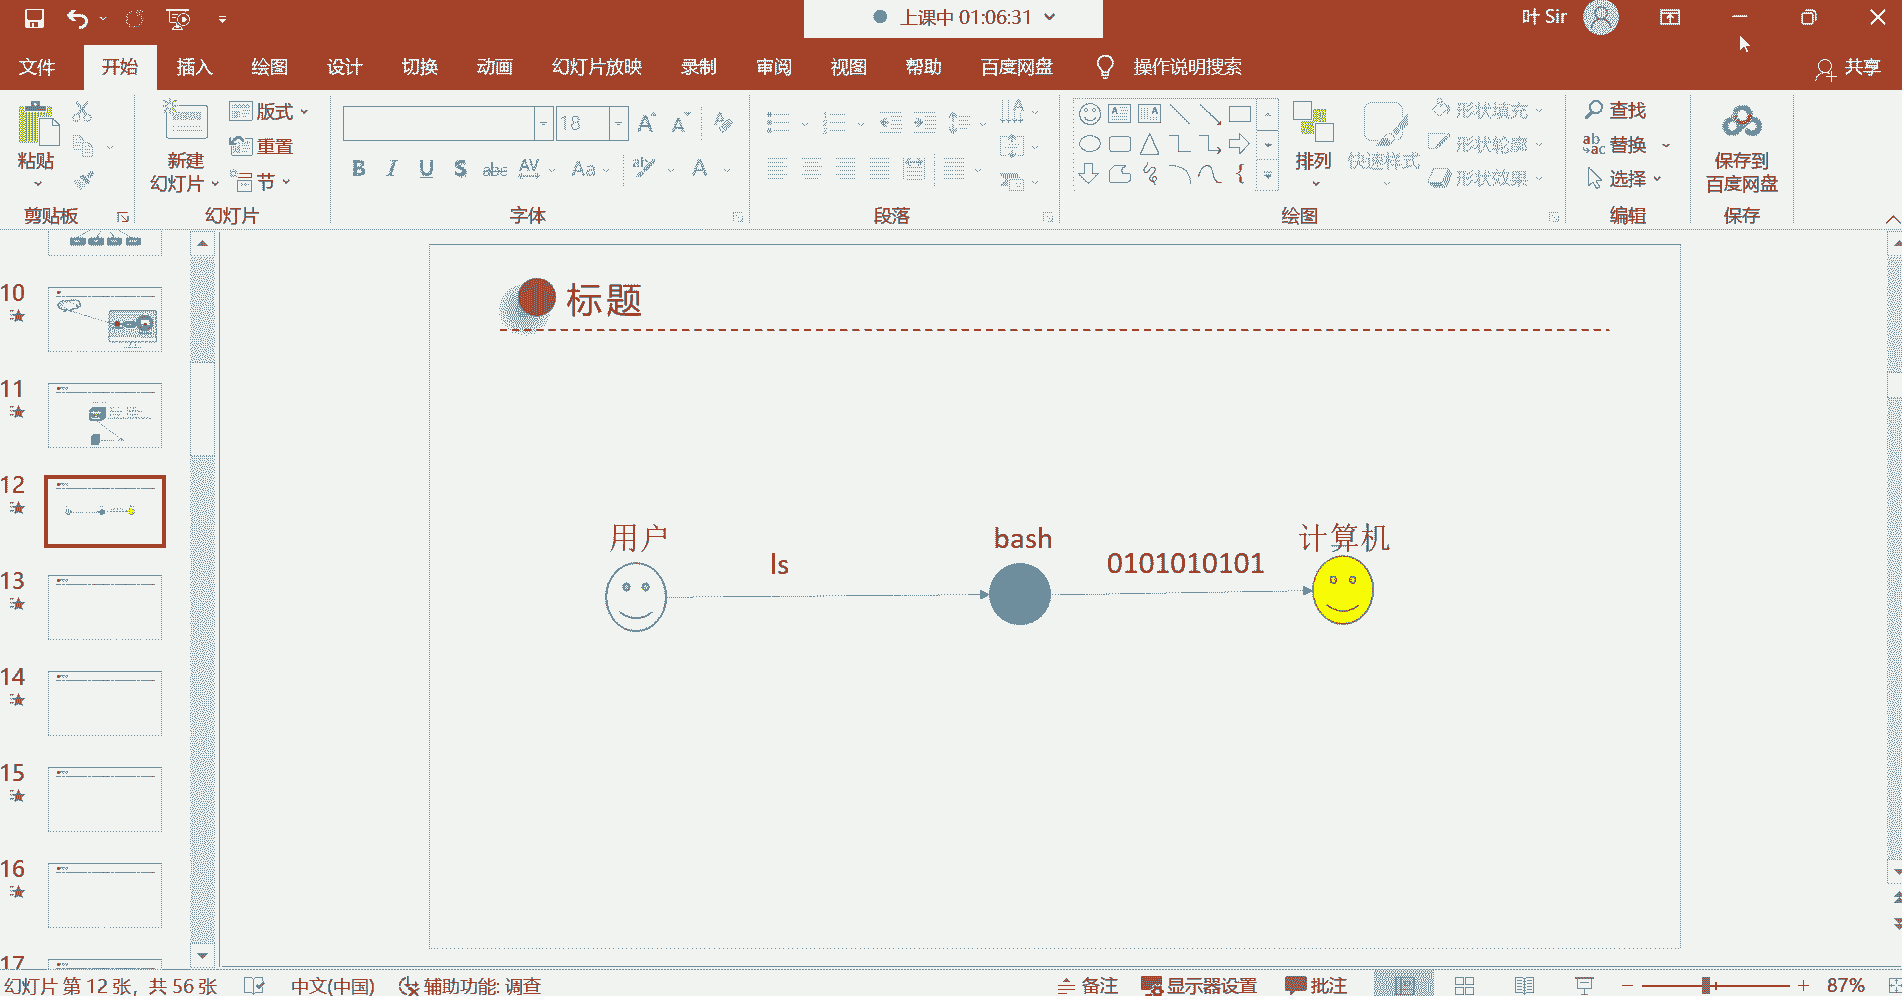 上课中 01:06:31
叶 Sir
文件 开始 插入 绘图 设计 切换 动画 幻灯片放映 录制 审阅 视图 帮助 百度网盘 操作说明搜索 共享
粘贴
剪贴板
新建
幻灯片
版式
重置
节
幻灯片
18
B I U S abc AV Aa A
字体
段落
排列
快速样式
形状填充
形状轮廓
形状效果
绘图
查找
替换
选择
编辑
保存到
百度网盘
保存
10
11
12
13
14
15
16
17
标题
用户
ls
bash
0101010101
计算机
幻灯片 第 12 张，共 56 张 中文(中国) 辅助功能: 调查 备注 显示器设置 批注 87%